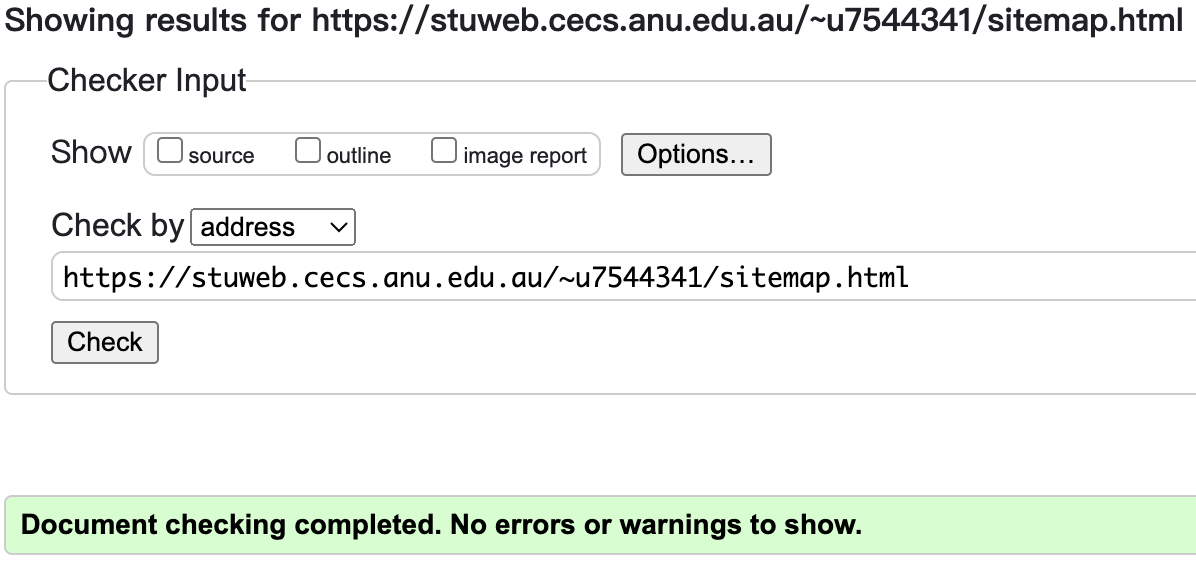 Showing results for https://stuweb.cecs.anu.edu.au/~u7544341/sitemap.html
Checker Input
Show source outline image report Options...
Check by address
https://stuweb.cecs.anu.edu.au/~u7544341/sitemap.html
Check
Document checking completed. No errors or warnings to show.